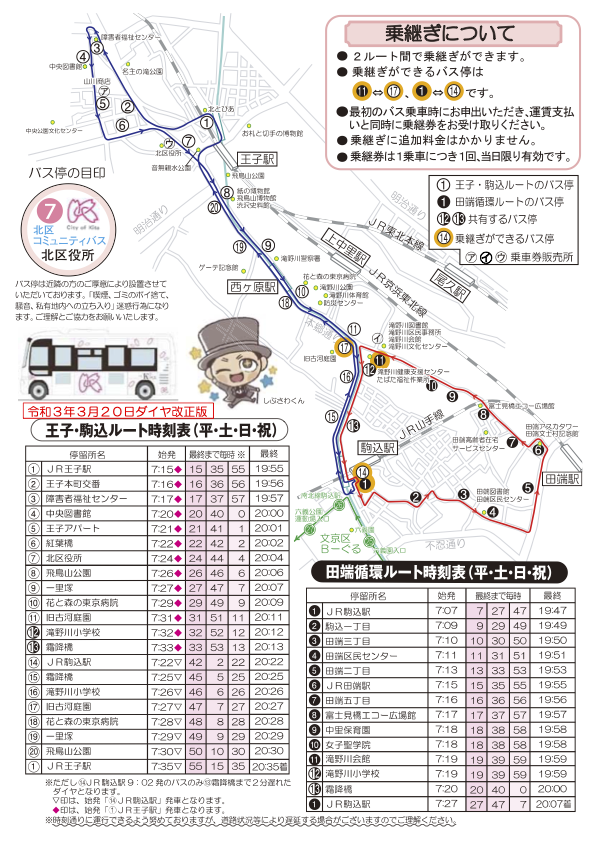 乗継ぎについて
● 2ルート間で乗継ぎができます。
● 乗継ぎができるバス停は
⑪⇔⑰、❶⇔⑭です。
●最初のバス乗車時にお申出いただき、運賃支払
いと同時に乗継券をお受け取りください。
● 乗継ぎに追加料金はかかりません。
● 乗継券は1乗車につき1回、当日限り有効です。
① 王子・駒込ルートのバス停
❶ 田端循環ルートのバス停
⑫⑬ 共有するバス停
⑭ 乗継ぎができるバス停
㋐ ㋑ ㋒ 乗車券販売所
障害者福祉センター
中央図書館
名主の滝公園
山川商店
北とぴあ
中央公園文化センター
お札と切手の博物館
北区役所
音無親水公園
王子駅
飛鳥山公園
紙の博物館
飛鳥山博物館
渋沢史料館
明治通り
明治通り
JR東北本線
上中里駅
尾久駅
JR京浜東北線
滝野川警察署
ゲーテ記念館
西ヶ原駅
花と森の東京病院
滝野川公園
滝野川体育館
防災センター
本郷通り
旧古河庭園
滝野川図書館
滝野川区民事務所
滝野川会館
滝野川文化センター
滝野川健康支援センター
たばた福祉作業所
JR山手線
富士見橋エコー広場館
田端アスカタワー
田端文士村記念館
田端高齢者在宅
サービスセンター
田端駅
駒込駅
田端図書館
田端区民センター
南北線駒込駅
六義公園
運動場入口
六義園
六義園入口
文京区
B-ぐる
不忍通り
バス停の目印
7
City of Kita
北区
コミュニティバス
北区役所
バス停は近隣の方のご厚意により設置させて
いただいております。「喫煙、ゴミのポイ捨て、
騒音、私有地内への立ち入り」迷惑行為になり
ます。ご理解とご協力をお願いいたします。
しぶさわくん
令和3年3月20日ダイヤ改正版
王子・駒込ルート時刻表(平・土・日・祝)
停留所名 始発 最終まで毎時 ※ 最終
① JR王子駅 7:15◆ 15 35 55 19:55
② 王子本町交番 7:16◆ 16 36 56 19:56
③ 障害者福祉センター 7:17◆ 17 37 57 19:57
④ 中央図書館 7:20◆ 20 40 0 20:00
⑤ 王子アパート 7:21◆ 21 41 1 20:01
⑥ 紅葉橋 7:22◆ 22 42 2 20:02
⑦ 北区役所 7:24◆ 24 44 4 20:04
⑧ 飛鳥山公園 7:26◆ 26 46 6 20:06
⑨ 一里塚 7:27◆ 27 47 7 20:07
⑩ 花と森の東京病院 7:29◆ 29 49 9 20:09
⑪ 旧古河庭園 7:31◆ 31 51 11 20:11
⑫ 滝野川小学校 7:32◆ 32 52 12 20:12
⑬ 霜降橋 7:33◆ 33 53 13 20:13
⑭ JR駒込駅 7:22▽ 42 2 22 20:22
⑮ 霜降橋 7:25▽ 45 5 25 20:25
⑯ 滝野川小学校 7:26▽ 46 6 26 20:26
⑰ 旧古河庭園 7:27▽ 47 7 27 20:27
⑱ 花と森の東京病院 7:28▽ 48 8 28 20:28
⑲ 一里塚 7:29▽ 49 9 29 20:29
⑳ 飛鳥山公園 7:30▽ 50 10 30 20:30
① JR王子駅 7:35▽ 55 15 35 20:35着
田端循環ルート時刻表(平・土・日・祝)
停留所名 始発 最終まで毎時 最終
❶ JR駒込駅 7:07 7 27 47 19:47
❷ 駒込一丁目 7:09 9 29 49 19:49
❸ 田端三丁目 7:10 10 30 50 19:50
❹ 田端区民センター 7:11 11 31 51 19:51
❺ 田端二丁目 7:13 13 33 53 19:53
❻ JR田端駅 7:15 15 35 55 19:55
❼ 田端五丁目 7:16 16 36 56 19:56
❽ 富士見橋エコー広場館 7:17 17 37 57 19:57
❾ 中里保育園 7:18 18 38 58 19:58
❿ 女子聖学院 7:18 18 38 58 19:58
⓫ 滝野川会館 7:19 19 39 59 19:59
⑫ 滝野川小学校 7:19 19 39 59 19:59
⑬ 霜降橋 7:20 20 40 0 20:00
❶ JR駒込駅 7:27 27 47 7 20:07着
※ただし⑭JR駒込駅9:02発のバスのみ⑮霜降橋まで2分遅れた
ダイヤとなります。
▽印は、始発「⑭JR駒込駅」発車となります。
◆印は、始発「①JR王子駅」発車となります。
※時刻通りに運行できるよう努めておりますが、道路状況等により遅延する場合がございますのでご理解ください。